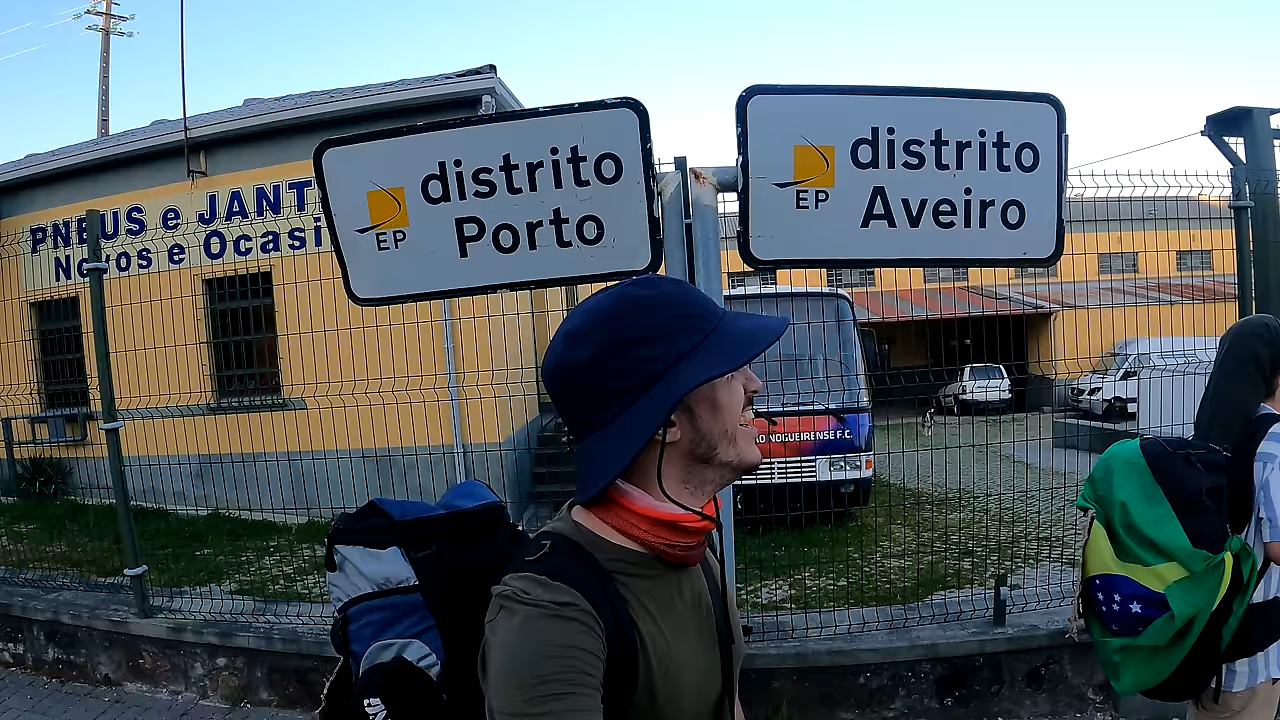 PNEUS e JANT
Novos e Ocasi
distrito
Porto
EP
distrito
Aveiro
EP
NOGUEIRENSE F.C.